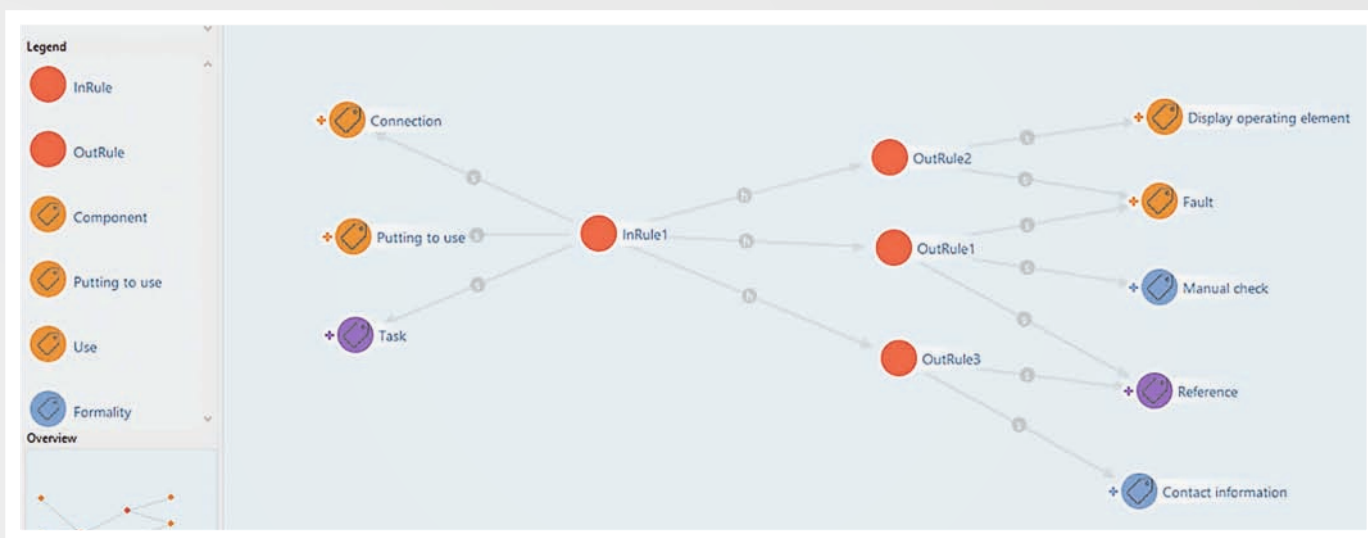 Legend
InRule
OutRule
Component
Putting to use
Use
Formality
Overview
Connection
Putting to use
Task
InRule1
OutRule2
OutRule1
OutRule3
Display operating element
Fault
Manual check
Reference
Contact information
s
s
s
h
h
h
s
s
s
s
s
s
s